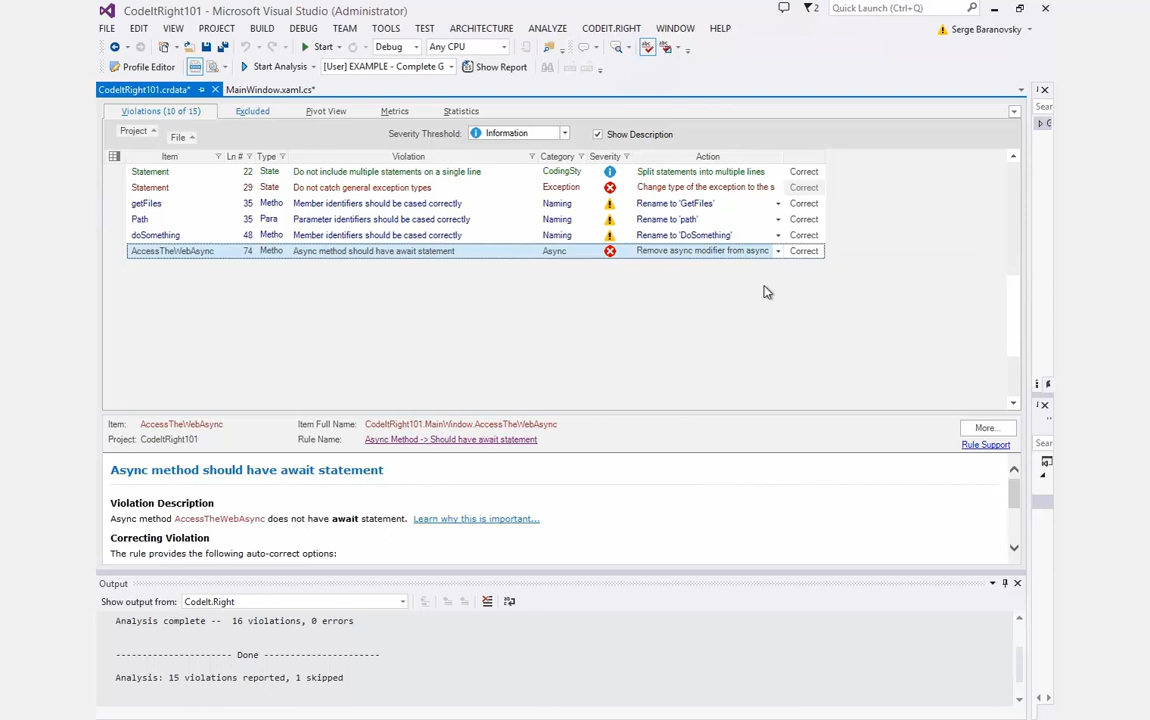 CodeItRight101 - Microsoft Visual Studio (Administrator)
2
Quick Launch (Ctrl+Q)
FILE EDIT VIEW PROJECT BUILD DEBUG TEAM TOOLS TEST ARCHITECTURE ANALYZE CODEIT.RIGHT WINDOW HELP
Serge Baranovsky
Start Debug Any CPU
Profile Editor Start Analysis [User] EXAMPLE - Complete G Show Report
CodeItRight101.crdata* MainWindow.xaml.cs*
Violations (10 of 15) Excluded Pivot View Metrics Statistics
Project
File
Severity Threshold: Information Show Description
Item Ln # Type Violation Category Severity Action
Statement 22 State Do not include multiple statements on a single line CodingSty Split statements into multiple lines Correct
Statement 29 State Do not catch general exception types Exception Change type of the exception to the s Correct
getFiles 35 Metho Member identifiers should be cased correctly Naming Rename to 'GetFiles' Correct
Path 35 Para Parameter identifiers should be cased correctly Naming Rename to 'path' Correct
doSomething 48 Metho Member identifiers should be cased correctly Naming Rename to 'DoSomething' Correct
AccessTheWebAsync 74 Metho Async method should have await statement Async Remove async modifier from async Correct
Item: AccessTheWebAsync Item Full Name: CodeItRight101.MainWindow.AccessTheWebAsync
More...
Project: CodeItRight101 Rule Name: Async Method -> Should have await statement
Rule Support
Async method should have await statement
Violation Description
Async method AccessTheWebAsync does not have await statement. Learn why this is important...
Correcting Violation
The rule provides the following auto-correct options:
Output
Show output from: CodeIt.Right
Analysis complete -- 16 violations, 0 errors
---------------------- Done ----------------------
Analysis: 15 violations reported, 1 skipped
Sear
Sear